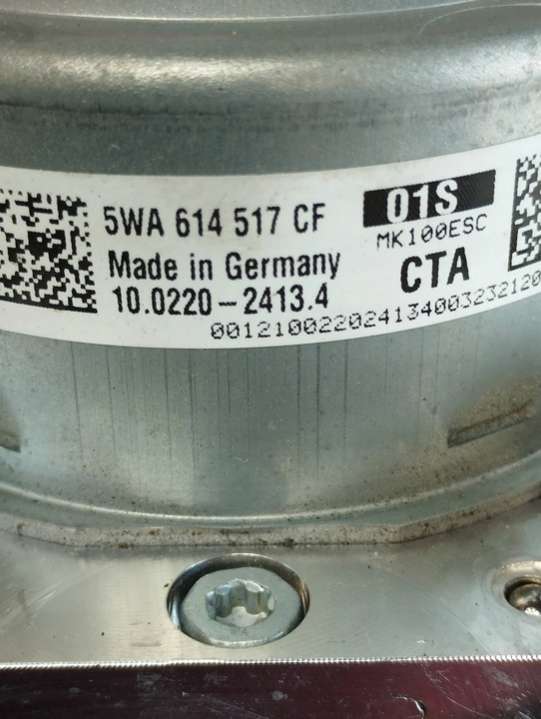 5WA 614 517 CF
Made in Germany
10.0220-2413.4
01S
MK100ESC
CTA
001210022024134003232120